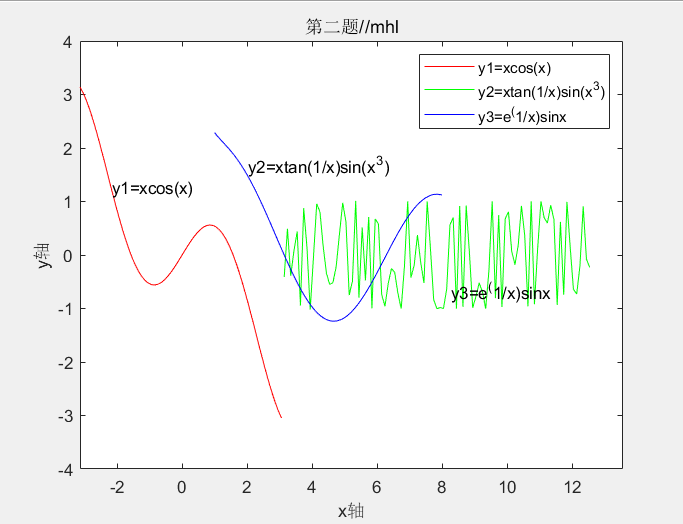 第二题//mhl
4
3
2
1
0
-1
-2
-3
-4
y轴
y1=xcos(x)
y2=xtan(1/x)sin(x^3)
y3=e^(1/x)sinx
y1=xcos(x)
y2=xtan(1/x)sin(x^3)
y3=e^(1/x)sinx
-2 0 2 4 6 8 10 12
x轴